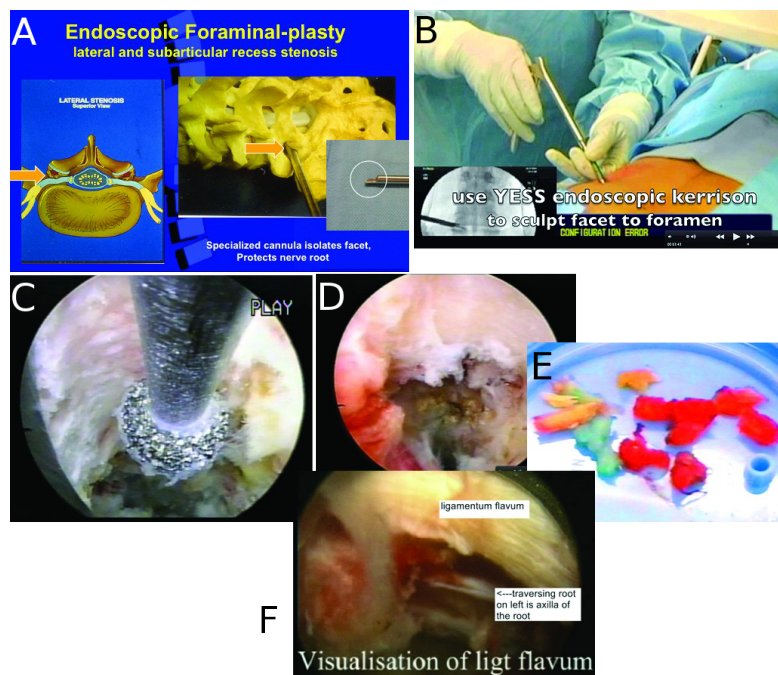 A
Endoscopic Foraminal-plasty
lateral and subarticular recess stenosis
LATERAL STENOSIS
Superior View
Specialized cannula isolates facet,
Protects nerve root
B
use YESS endoscopic kerrison
to sculpt facet to foramen
CONFIGURATION ERROR
C
PLAY
D
E
F
ligamentum flavum
<---traversing root
on left is axilla of
the root
Visualisation of ligt flavum